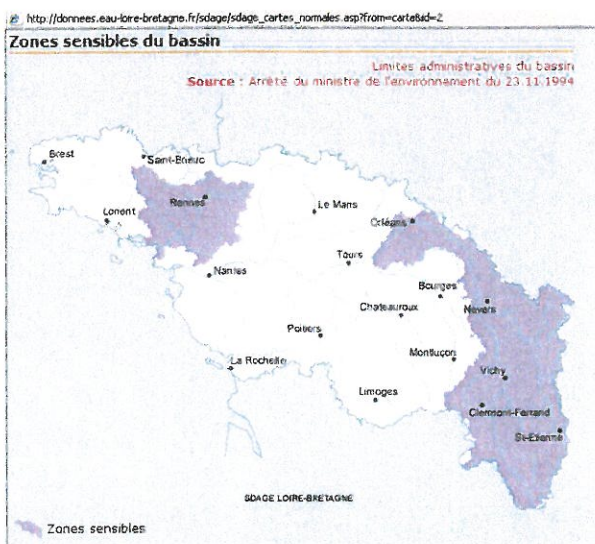 http://donnees.eau-loire-bretagne.fr/sdage/sdage_cartes_normales.asp?from=carta&id=2
Zones sensibles du bassin
Limites administratives du bassin
Source : Arrêté du ministre de l'environnement du 23.11.1994
Brest
Saint-Brieuc
Rennes
Le Mans
Lorient
Orléans
Tours
Nantes
Bourges
Chateauroux
Nevers
Poitiers
Montluçon
La Rochelle
Vichy
Limoges
Clermont-Ferrand
St-Etienne
SDAGE LOIRE-BRETAGNE
Zones sensibles